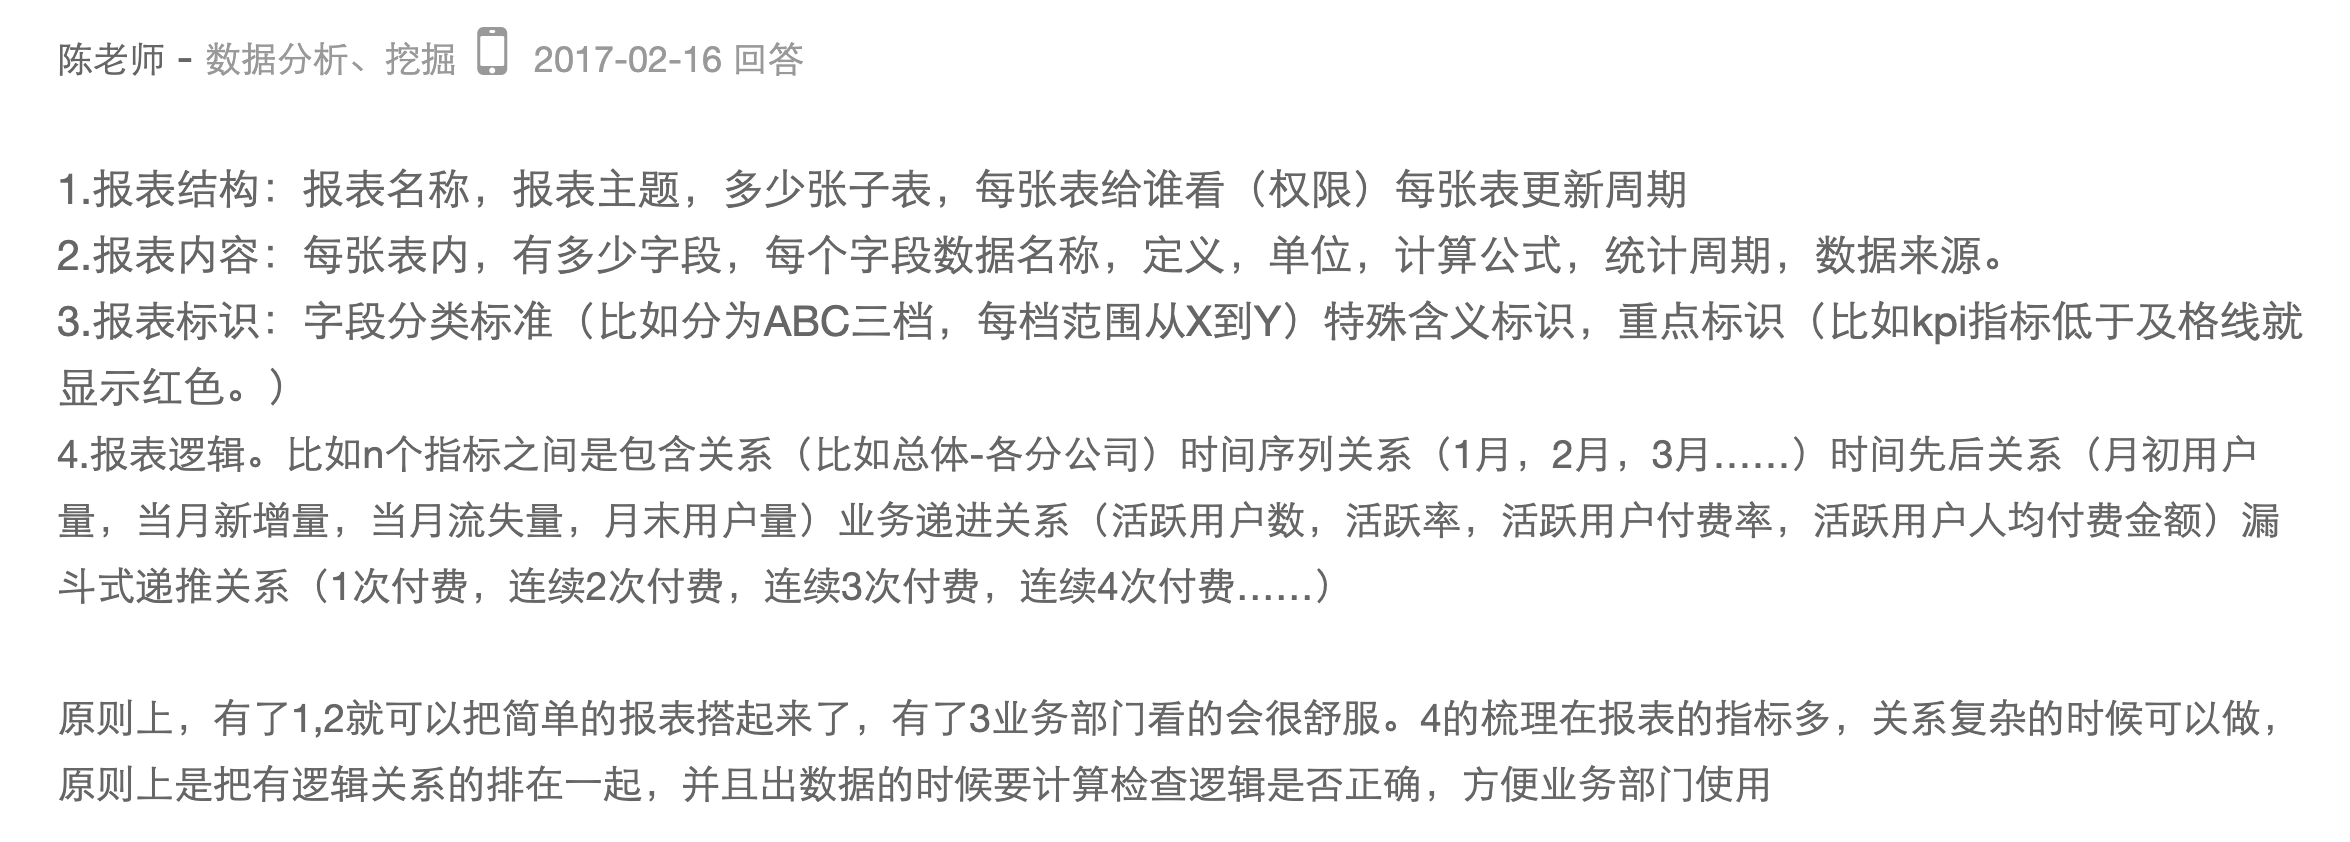 陈老师 - 数据分析、挖掘 2017-02-16 回答
1.报表结构：报表名称，报表主题，多少张子表，每张表给谁看（权限）每张表更新周期
2.报表内容：每张表内，有多少字段，每个字段数据名称，定义，单位，计算公式，统计周期，数据来源。
3.报表标识：字段分类标准（比如分为ABC三档，每档范围从X到Y）特殊含义标识，重点标识（比如kpi指标低于及格线就
显示红色。）
4.报表逻辑。比如n个指标之间是包含关系（比如总体-各分公司）时间序列关系（1月，2月，3月……）时间先后关系（月初用户
量，当月新增量，当月流失量，月末用户量）业务递进关系（活跃用户数，活跃率，活跃用户付费率，活跃用户人均付费金额）漏
斗式递推关系（1次付费，连续2次付费，连续3次付费，连续4次付费……）
原则上，有了1,2就可以把简单的报表搭起来了，有了3业务部门看的会很舒服。4的梳理在报表的指标多，关系复杂的时候可以做，
原则上是把有逻辑关系的排在一起，并且出数据的时候要计算检查逻辑是否正确，方便业务部门使用